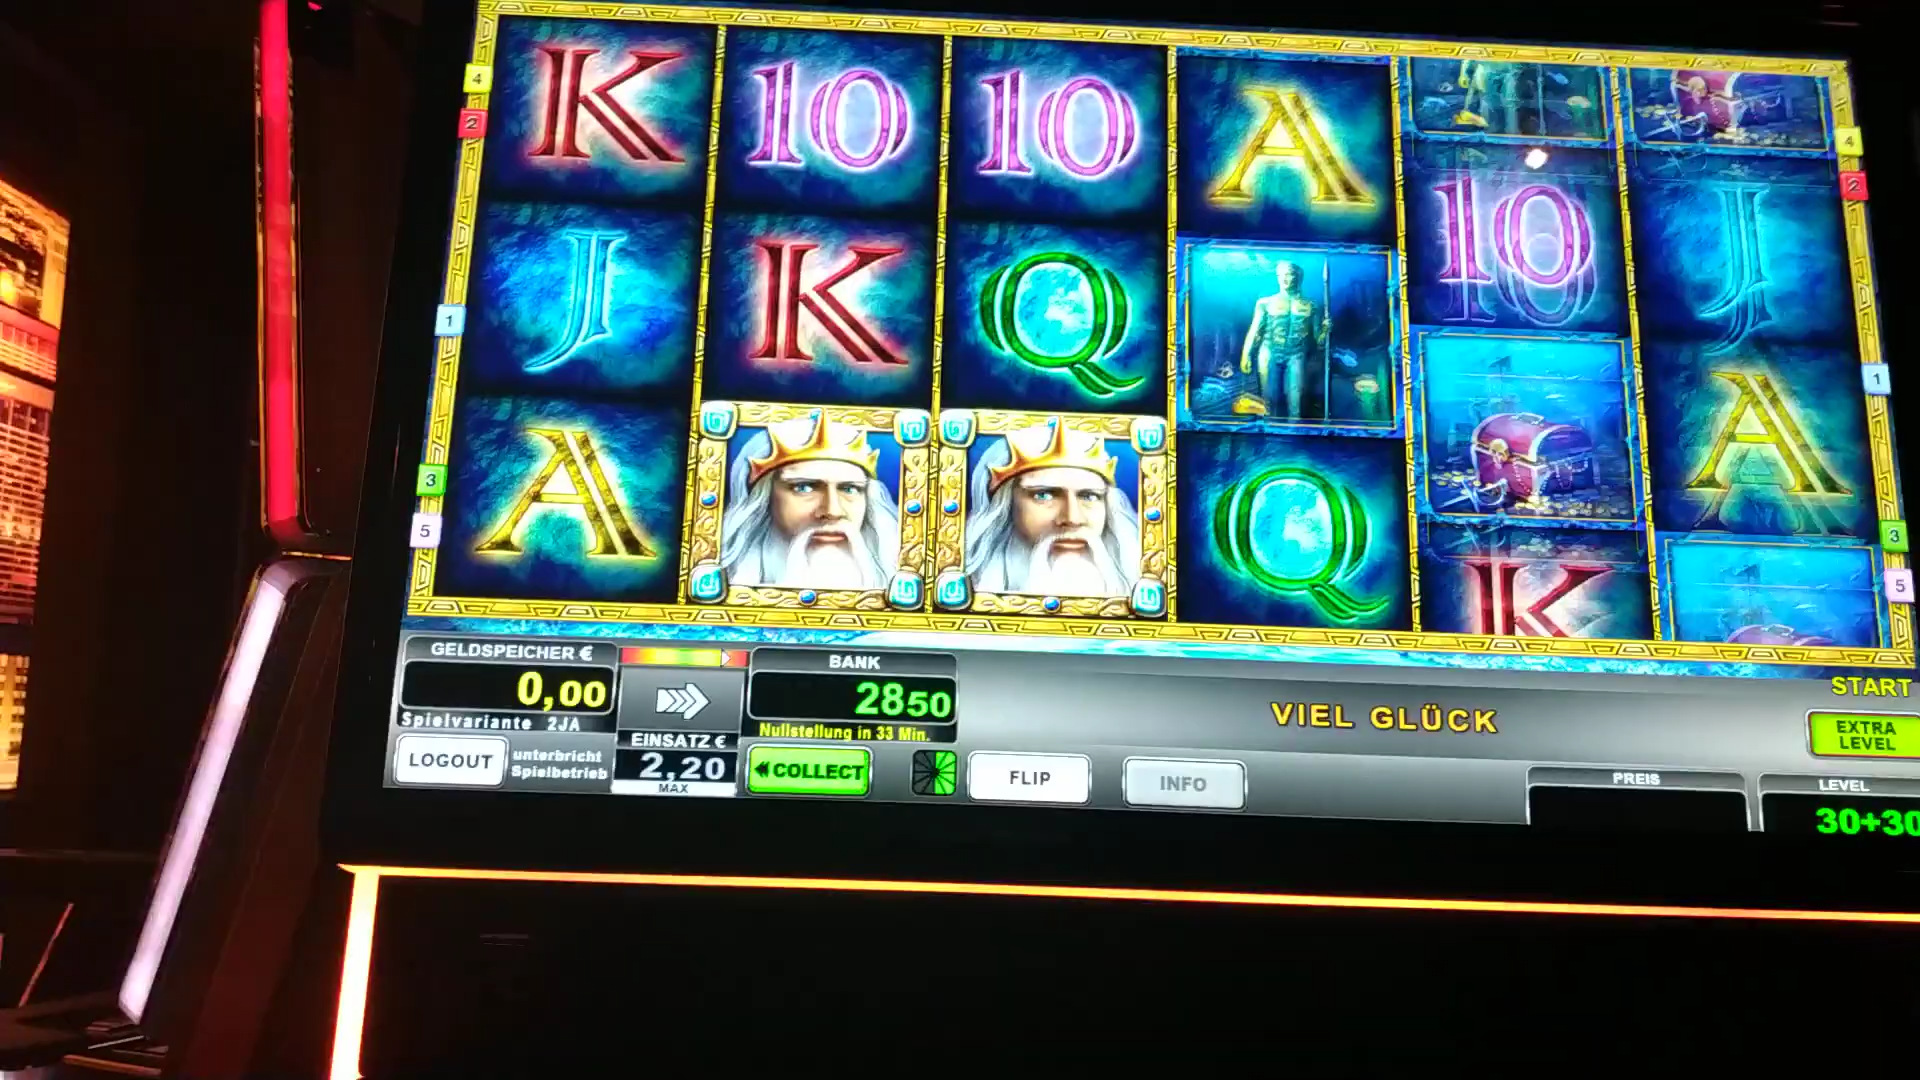 K 10 10 A
4 4
2 10 J 2
J K Q
1 1
A A
3 Q 3
5 K 5
GELDSPEICHER € BANK START
0,00 2850 VIEL GLÜCK EXTRA
LEVEL
Spielvariante 2JA Nullstellung in 33 Min.
EINSATZ €
LOGOUT unterbricht
Spielbetrieb 2,20 COLLECT FLIP INFO PREIS LEVEL
MAX
30+30